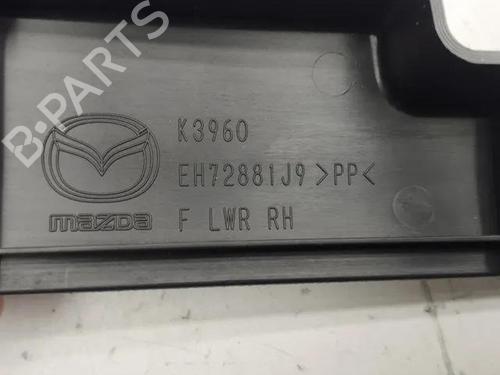 B-PARTS
K3960
EH72881J9 >PP<
mazda
F LWR RH